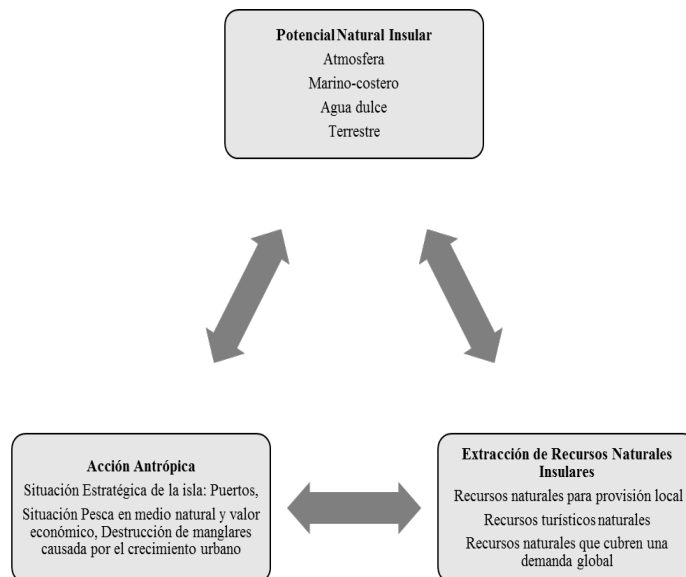 Potencial Natural Insular
Atmosfera
Marino-costero
Agua dulce
Terrestre
Acción Antrópica
Situación Estratégica de la isla: Puertos,
Situación Pesca en medio natural y valor
económico, Destrucción de manglares
causada por el crecimiento urbano
Extracción de Recursos Naturales
Insulares
Recursos naturales para provisión local
Recursos turísticos naturales
Recursos naturales que cubren una
demanda global